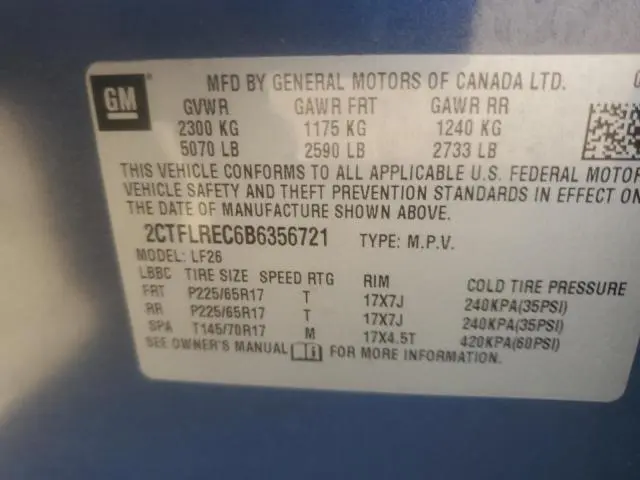 GM
MFD BY GENERAL MOTORS OF CANADA LTD.
GVWR GAWR FRT GAWR RR
2300 KG 1175 KG 1240 KG
5070 LB 2590 LB 2733 LB
THIS VEHICLE CONFORMS TO ALL APPLICABLE U.S. FEDERAL MOTOR
VEHICLE SAFETY AND THEFT PREVENTION STANDARDS IN EFFECT ON
THE DATE OF MANUFACTURE SHOWN ABOVE.
2CTFLREC6B6356721 TYPE: M.P.V.
MODEL: LF26
LBBC TIRE SIZE SPEED RTG RIM COLD TIRE PRESSURE
FRT P225/65R17 T 17X7J 240KPA(35PSI)
RR P225/65R17 T 17X7J 240KPA(35PSI)
SPA T145/70R17 M 17X4.5T 420KPA(60PSI)
SEE OWNER'S MANUAL FOR MORE INFORMATION.